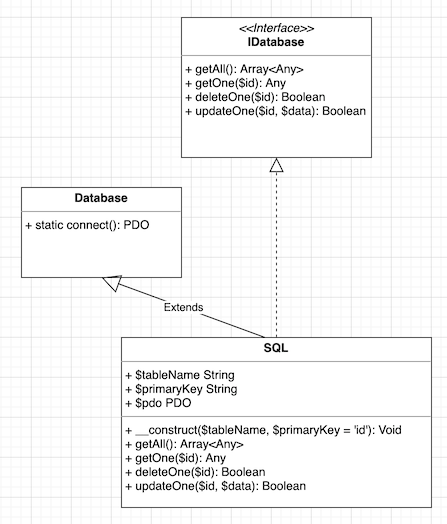 <<Interface>>
IDatabase
+ getAll(): Array<Any>
+ getOne($id): Any
+ deleteOne($id): Boolean
+ updateOne($id, $data): Boolean
Database
+ static connect(): PDO
Extends
SQL
+ $tableName String
+ $primaryKey String
+ $pdo PDO
+ __construct($tableName, $primaryKey = 'id'): Void
+ getAll(): Array<Any>
+ getOne($id): Any
+ deleteOne($id): Boolean
+ updateOne($id, $data): Boolean